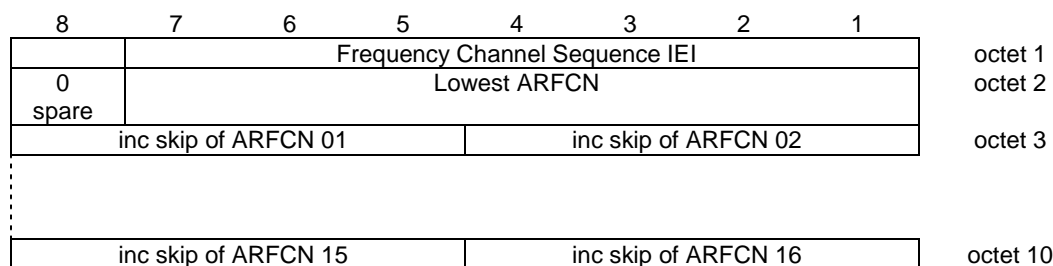 8 7 6 5 4 3 2 1
Frequency Channel Sequence IEI octet 1
0 Lowest ARFCN octet 2
spare
inc skip of ARFCN 01 inc skip of ARFCN 02 octet 3
inc skip of ARFCN 15 inc skip of ARFCN 16 octet 10